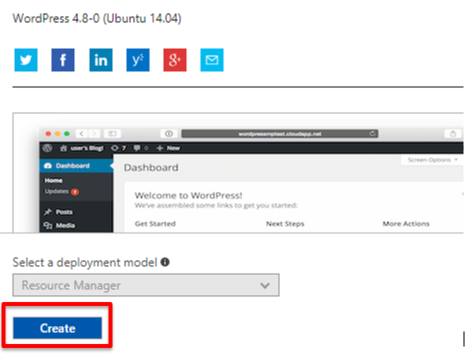 WordPress 4.8-0 (Ubuntu 14.04)
f in y g+
wordpresssmptest.cloudapp.net
user's Blog! 7 0 + New
Screen Options
Dashboard
Dashboard
Home
Updates
Welcome to WordPress!
We've assembled some links to get you started:
Posts
Get Started Next Steps More Actions
Media
Select a deployment model
Resource Manager
Create